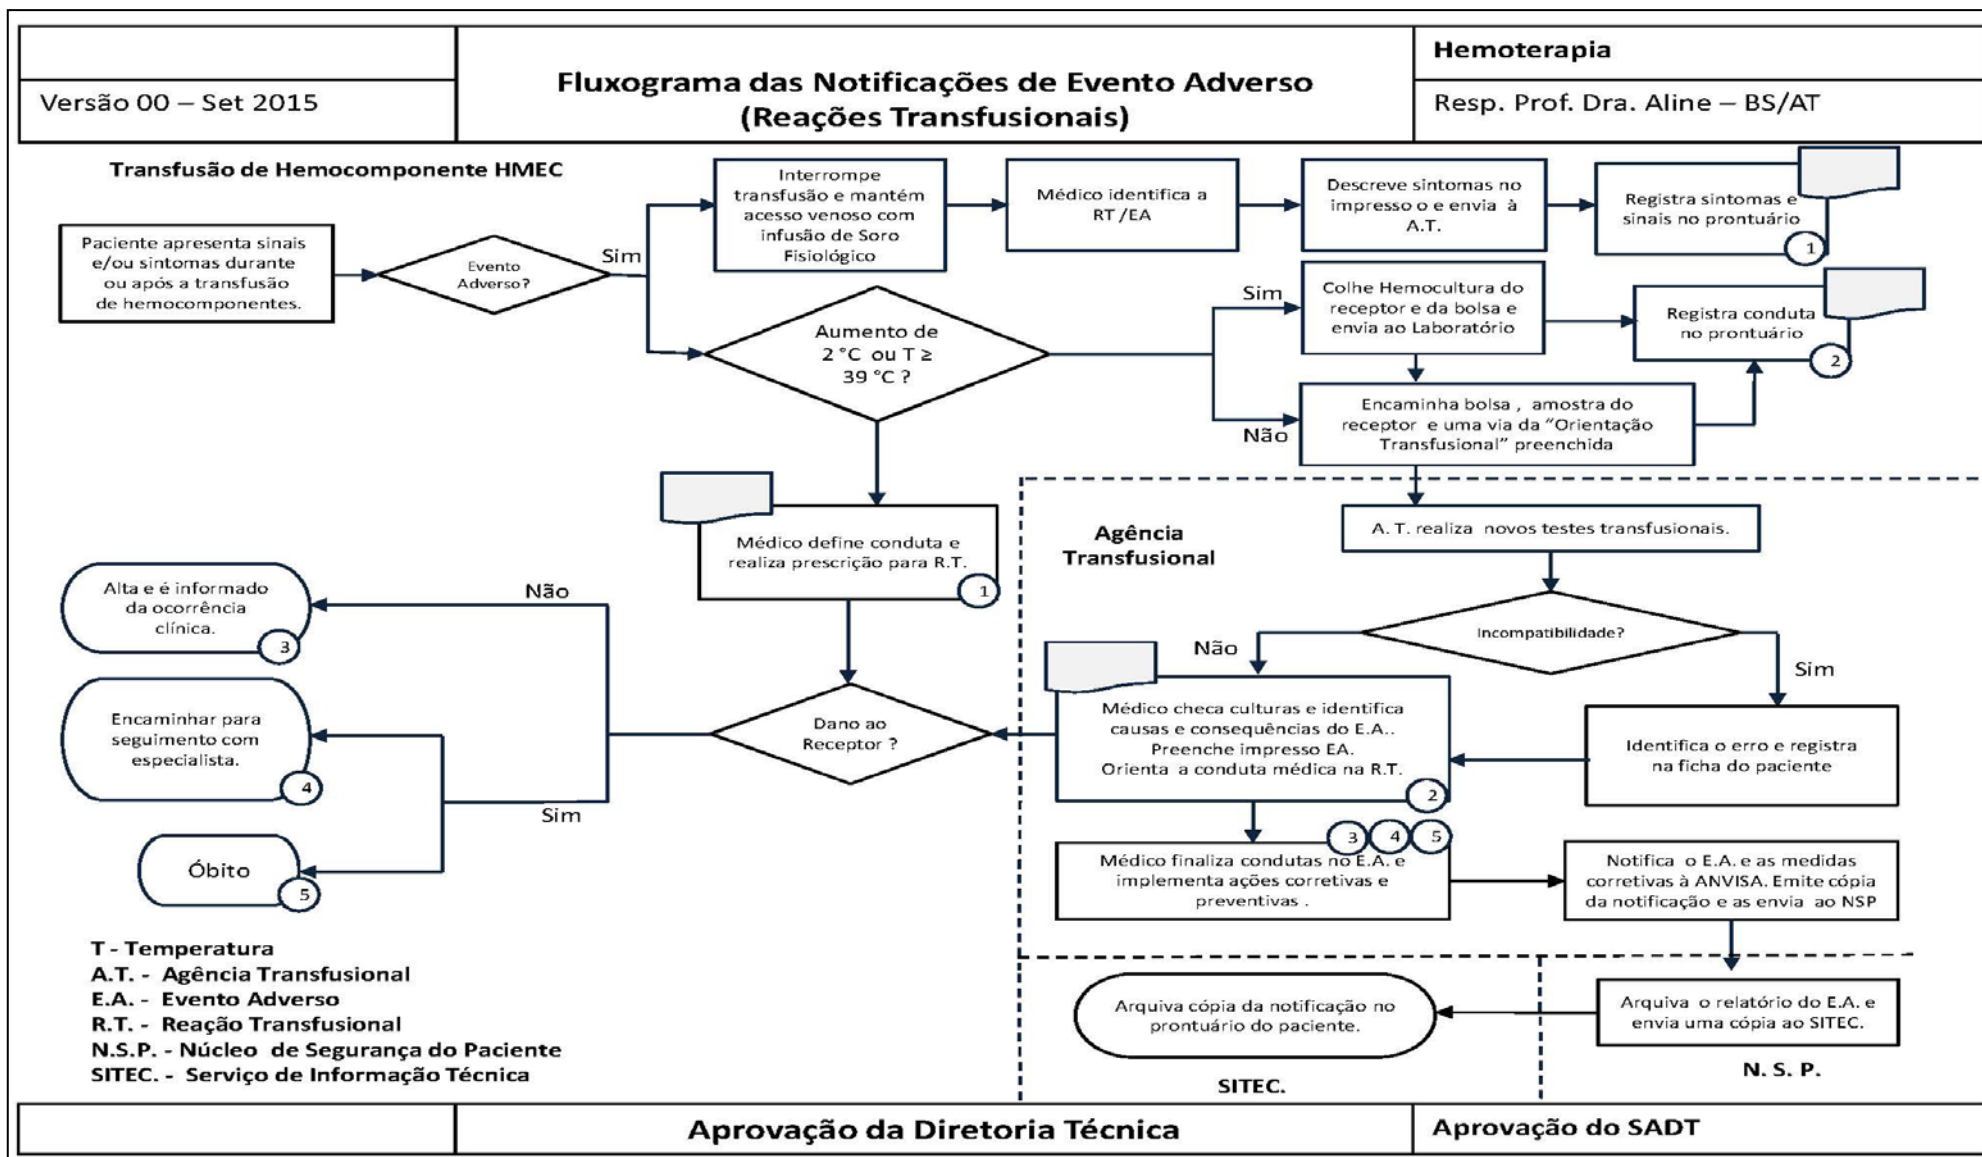 Versão 00 – Set 2015
Fluxograma das Notificações de Evento Adverso
(Reações Transfusionais)
Hemoterapia
Resp. Prof. Dra. Aline – BS/AT
Transfusão de Hemocomponente HMEC
Paciente apresenta sinais
e/ou sintomas durante
ou após a transfusão
de hemocomponentes.
Evento
Adverso?
Sim
Interrompe
transfusão e mantém
acesso venoso com
infusão de Soro
Fisiológico
Médico identifica a
RT /EA
Descreve sintomas no
impresso o e envia à
A.T.
Registra sintomas e
sinais no prontuário
1
Aumento de
2 °C ou T ≥
39 °C ?
Sim
Colhe Hemocultura do
receptor e da bolsa e
envia ao Laboratório
Registra conduta
no prontuário
2
Não
Encaminha bolsa , amostra do
receptor e uma via da “Orientação
Transfusional” preenchida
Médico define conduta e
realiza prescrição para R.T.
1
Agência
Transfusional
A. T. realiza novos testes transfusionais.
Incompatibilidade?
Não
Sim
Alta e é informado
da ocorrência
clínica.
3
Não
Encaminhar para
seguimento com
especialista.
4
Sim
Óbito
5
Dano ao
Receptor ?
Médico checa culturas e identifica
causas e consequências do E.A..
Preenche impresso EA.
Orienta a conduta médica na R.T.
2
Identifica o erro e registra
na ficha do paciente
3 4 5
Médico finaliza condutas no E.A. e
implementa ações corretivas e
preventivas .
Notifica o E.A. e as medidas
corretivas à ANVISA. Emite cópia
da notificação e as envia ao NSP
Arquiva cópia da notificação no
prontuário do paciente.
Arquiva o relatório do E.A. e
envia uma cópia ao SITEC.
SITEC.
N. S. P.
T - Temperatura
A.T. - Agência Transfusional
E.A. - Evento Adverso
R.T. - Reação Transfusional
N.S.P. - Núcleo de Segurança do Paciente
SITEC. - Serviço de Informação Técnica
Aprovação da Diretoria Técnica
Aprovação do SADT